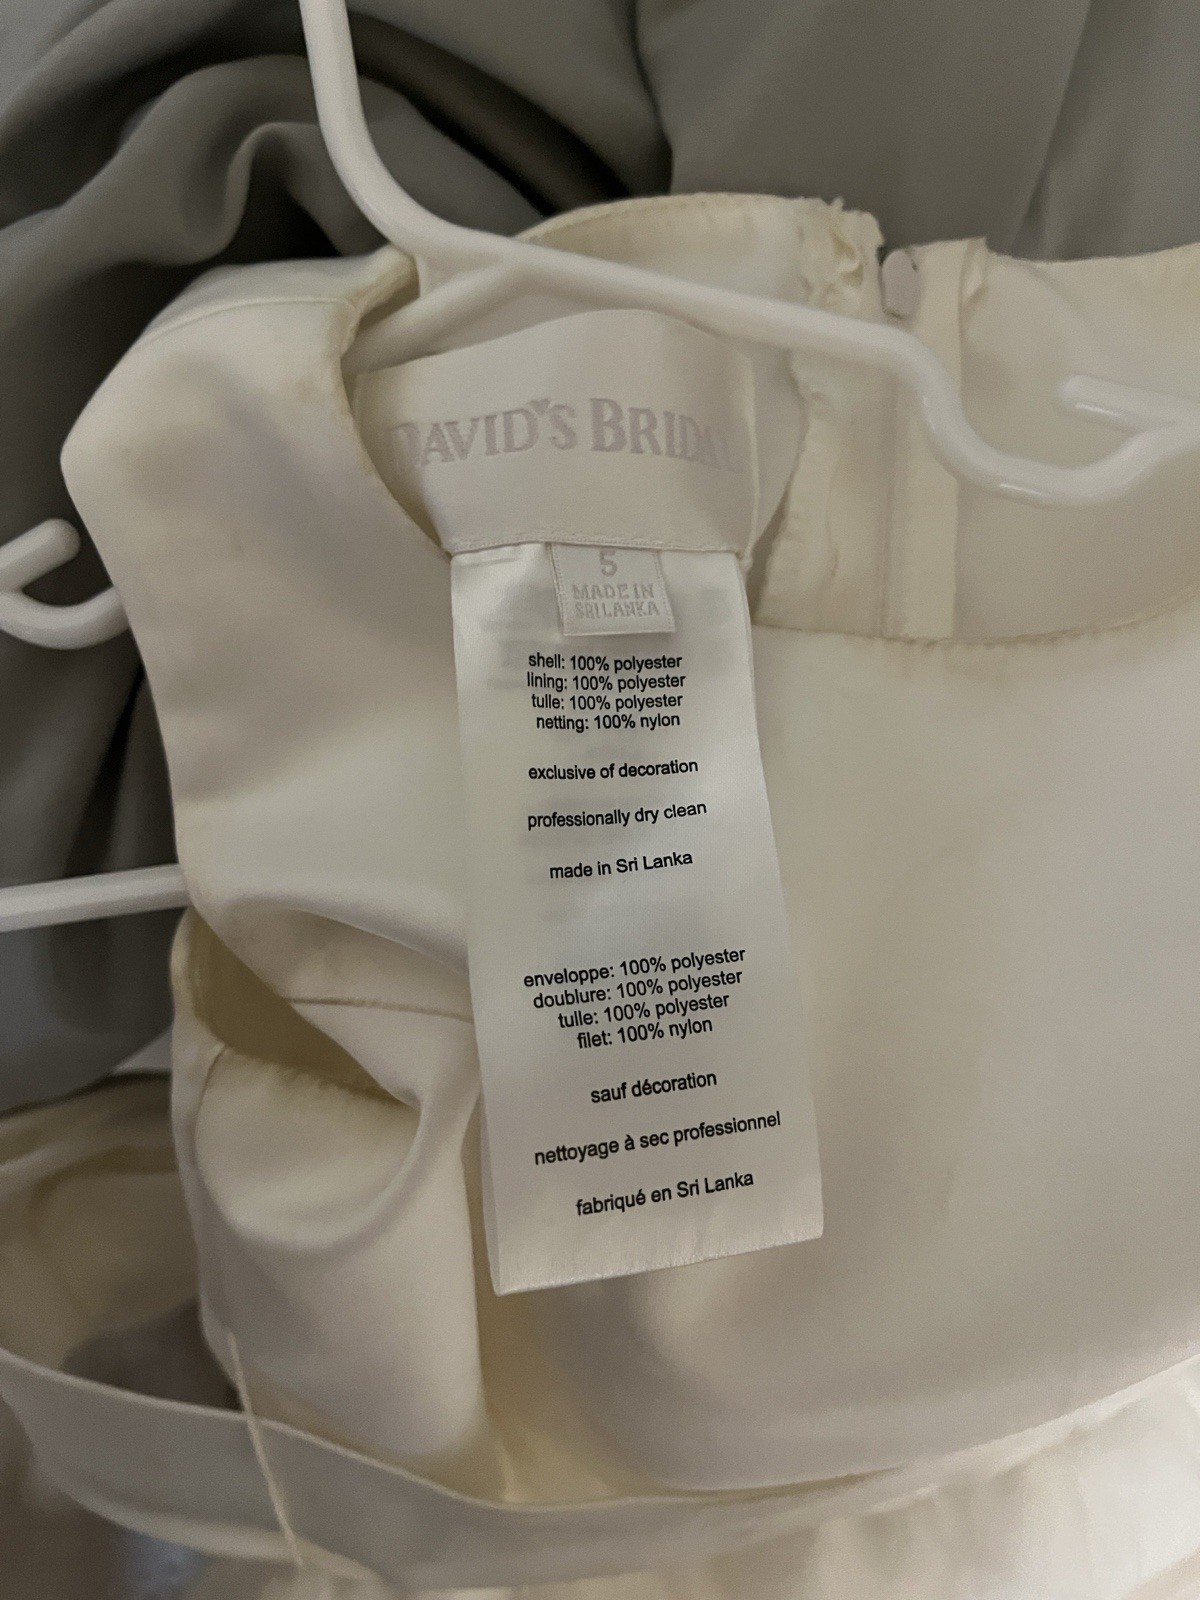 DAVID'S BRIDAL
5
MADE IN
SRI LANKA
shell: 100% polyester
lining: 100% polyester
tulle: 100% polyester
netting: 100% nylon
exclusive of decoration
professionally dry clean
made in Sri Lanka
enveloppe: 100% polyester
doublure: 100% polyester
tulle: 100% polyester
filet: 100% nylon
sauf décoration
nettoyage à sec professionnel
fabriqué en Sri Lanka